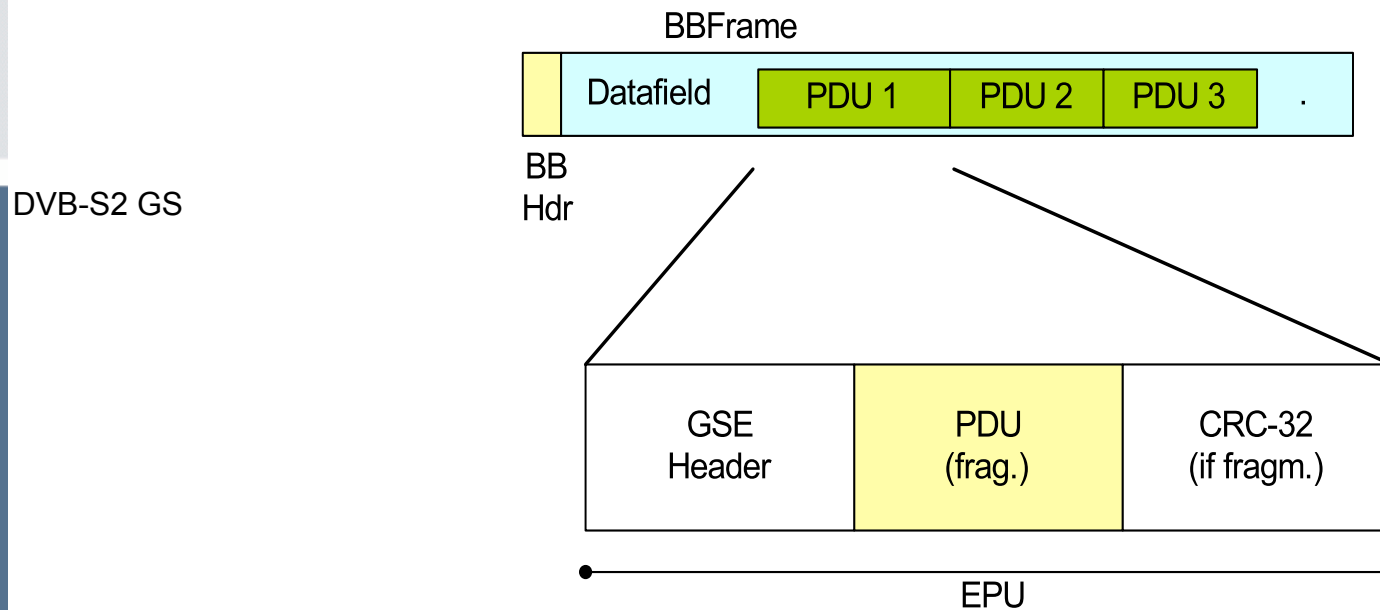 BBFrame
Datafield
PDU 1
PDU 2
PDU 3
.
BB
Hdr
DVB-S2 GS
GSE
Header
PDU
(frag.)
CRC-32
(if fragm.)
EPU